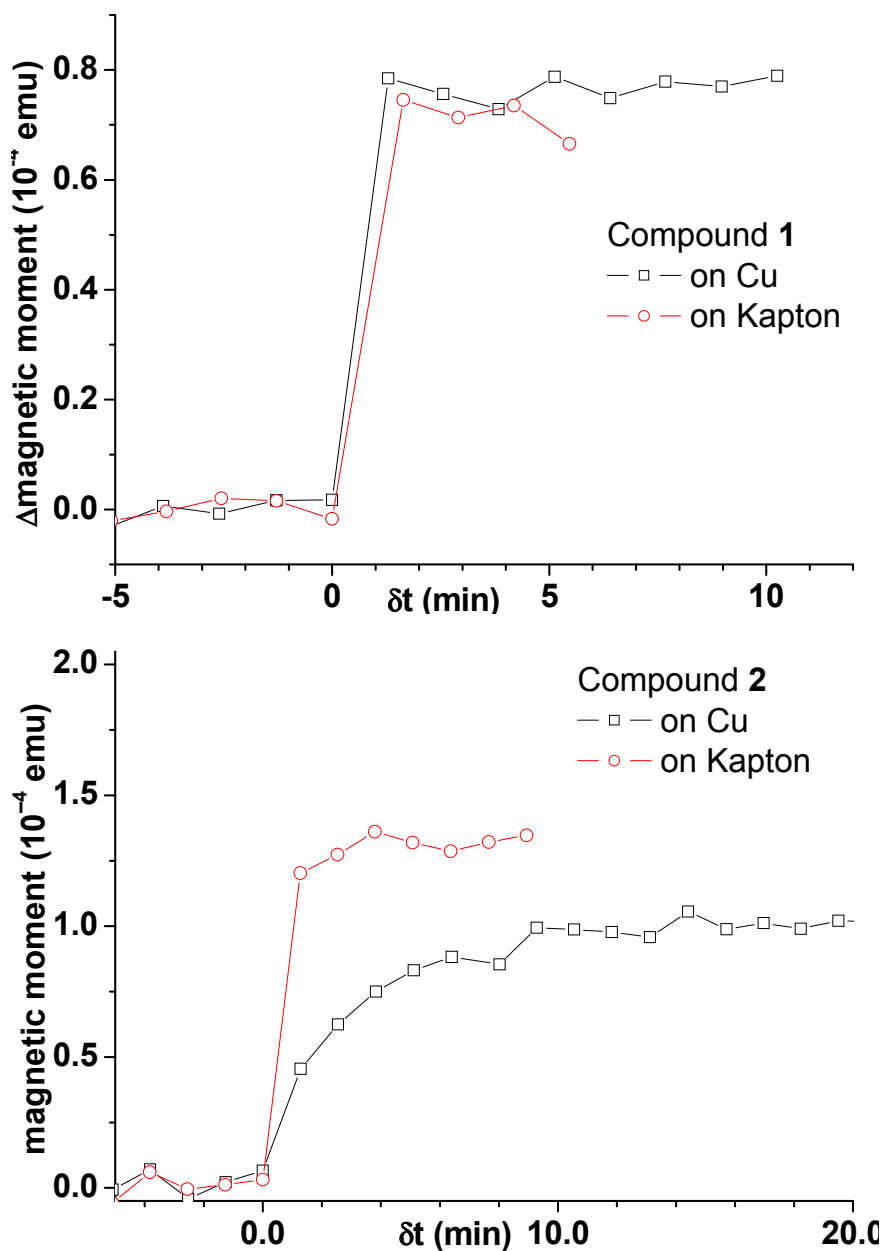 0.8
0.6
0.4
0.2
0.0
Δmagnetic moment (10⁻⁴ emu)
Compound 1
on Cu
on Kapton
-5 0 5 10
δt (min)
2.0
1.5
1.0
0.5
0.0
magnetic moment (10⁻⁴ emu)
Compound 2
on Cu
on Kapton
0.0 10.0 20.0
δt (min)